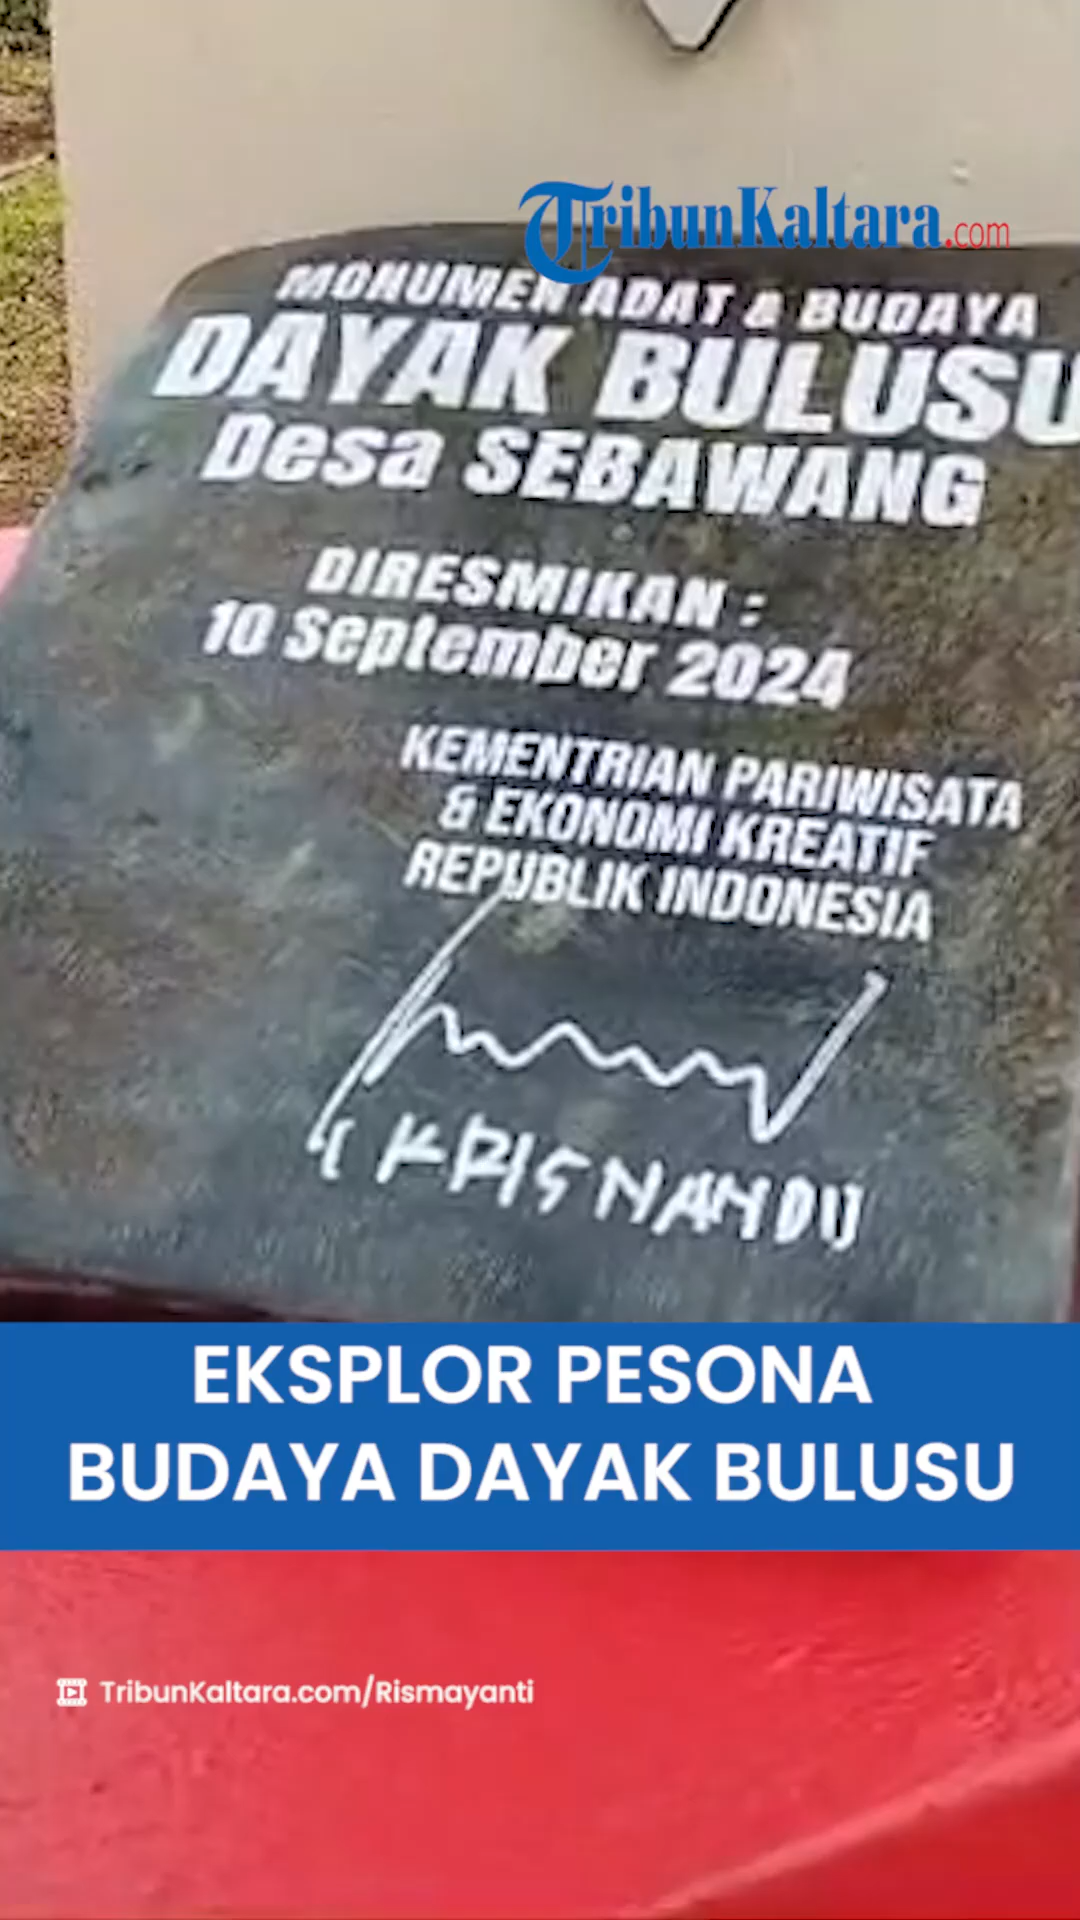 TribunKaltara.com
MONUMEN ADAT & BUDAYA
DAYAK BULUSU
Desa SEBAWANG
DIRESMIKAN :
10 September 2024
KEMENTRIAN PARIWISATA
& EKONOMI KREATIF
REPUBLIK INDONESIA
KRISNANDU
EKSPLOR PESONA
BUDAYA DAYAK BULUSU
TribunKaltara.com/Rismayanti